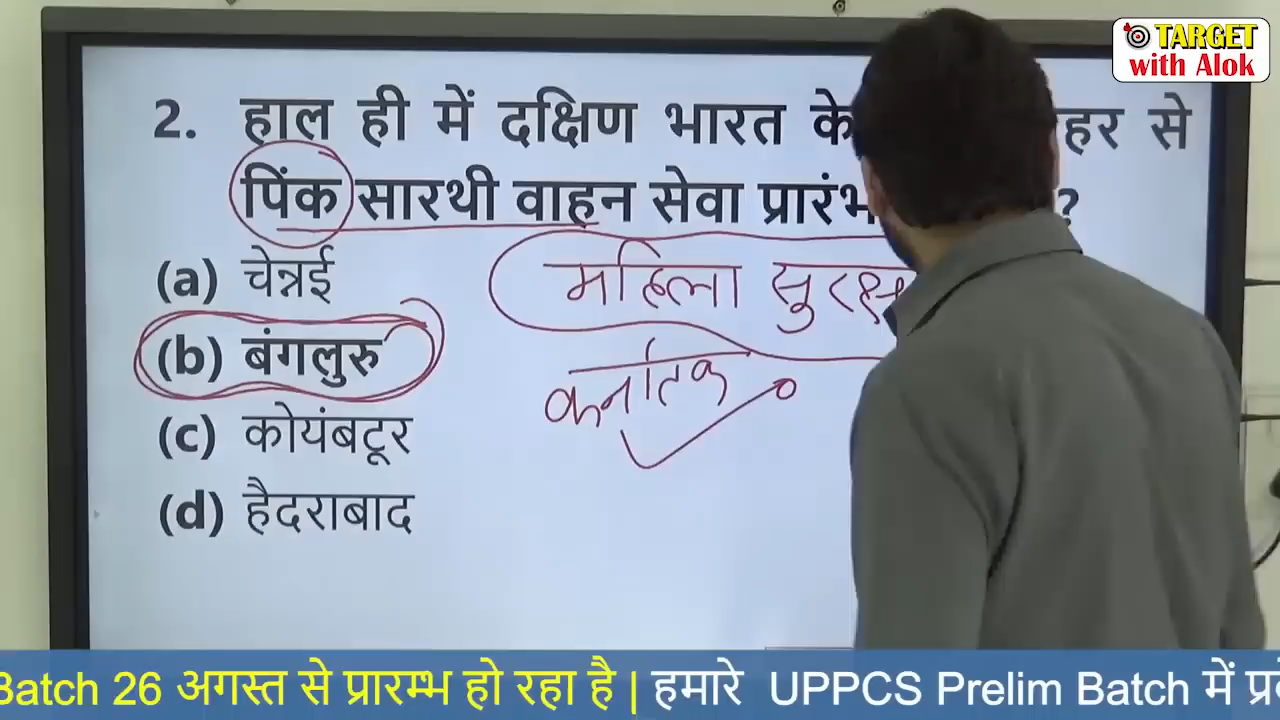 TARGET
with Alok
2. हाल ही में दक्षिण भारत के हर से
पिंक सारथी वाहन सेवा प्रारंभ ?
(a) चेन्नई
महिला सुरक्ष
(b) बंगलुरु
कर्नाटक
(c) कोयंबटूर
(d) हैदराबाद
Batch 26 अगस्त से प्रारम्भ हो रहा है | हमारे UPPCS Prelim Batch में प्र